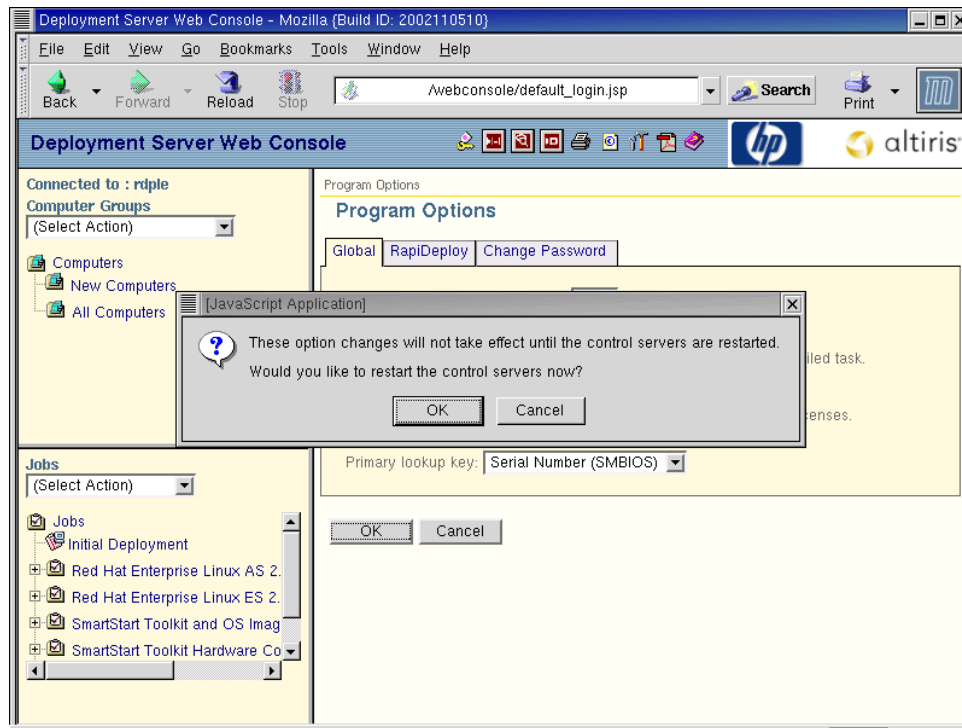 Deployment Server Web Console - Mozilla {Build ID: 2002110510}
File Edit View Go Bookmarks Tools Window Help
Back Forward Reload Stop /webconsole/default_login.jsp Search Print
Deployment Server Web Console
hp
altiris
Connected to : rdple
Computer Groups
(Select Action)
Computers
New Computers
All Computers
Program Options
Program Options
Global RapiDeploy Change Password
[JavaScript Application]
These option changes will not take effect until the control servers are restarted.
Would you like to restart the control servers now?
OK Cancel
task.
Primary lookup key: Serial Number (SMBIOS)
OK Cancel
Jobs
(Select Action)
Jobs
Initial Deployment
Red Hat Enterprise Linux AS 2.
Red Hat Enterprise Linux ES 2.
SmartStart Toolkit and OS Imag
SmartStart Toolkit Hardware Co